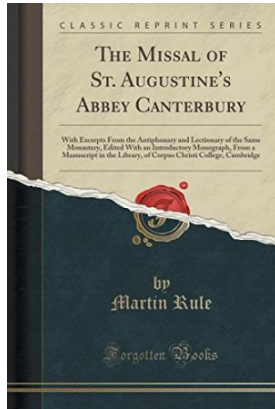 CLASSIC REPRINT SERIES
THE MISSAL OF
ST. AUGUSTINE'S
ABBEY CANTERBURY
With Excerpts From the Antiphonary and Lectionary of the Same
Monastery, Edited With an Introductory Monograph, From a
Manuscript in the Library, of Corpus Christi College, Cambridge
by
Martin Rule
Forgotten Books